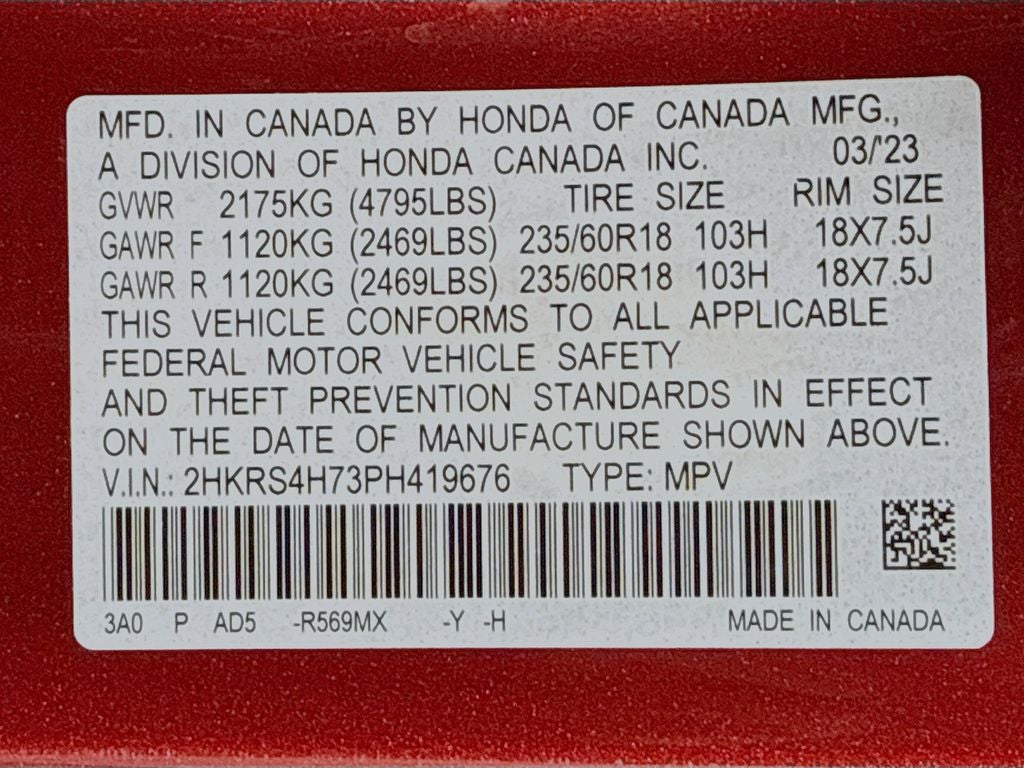 MFD. IN CANADA BY HONDA OF CANADA MFG.,
A DIVISION OF HONDA CANADA INC. 03/'23
GVWR 2175KG (4795LBS) TIRE SIZE RIM SIZE
GAWR F 1120KG (2469LBS) 235/60R18 103H 18X7.5J
GAWR R 1120KG (2469LBS) 235/60R18 103H 18X7.5J
THIS VEHICLE CONFORMS TO ALL APPLICABLE
FEDERAL MOTOR VEHICLE SAFETY
AND THEFT PREVENTION STANDARDS IN EFFECT
ON THE DATE OF MANUFACTURE SHOWN ABOVE.
V.I.N.: 2HKRS4H73PH419676 TYPE: MPV
3A0 P AD5 -R569MX -Y -H MADE IN CANADA